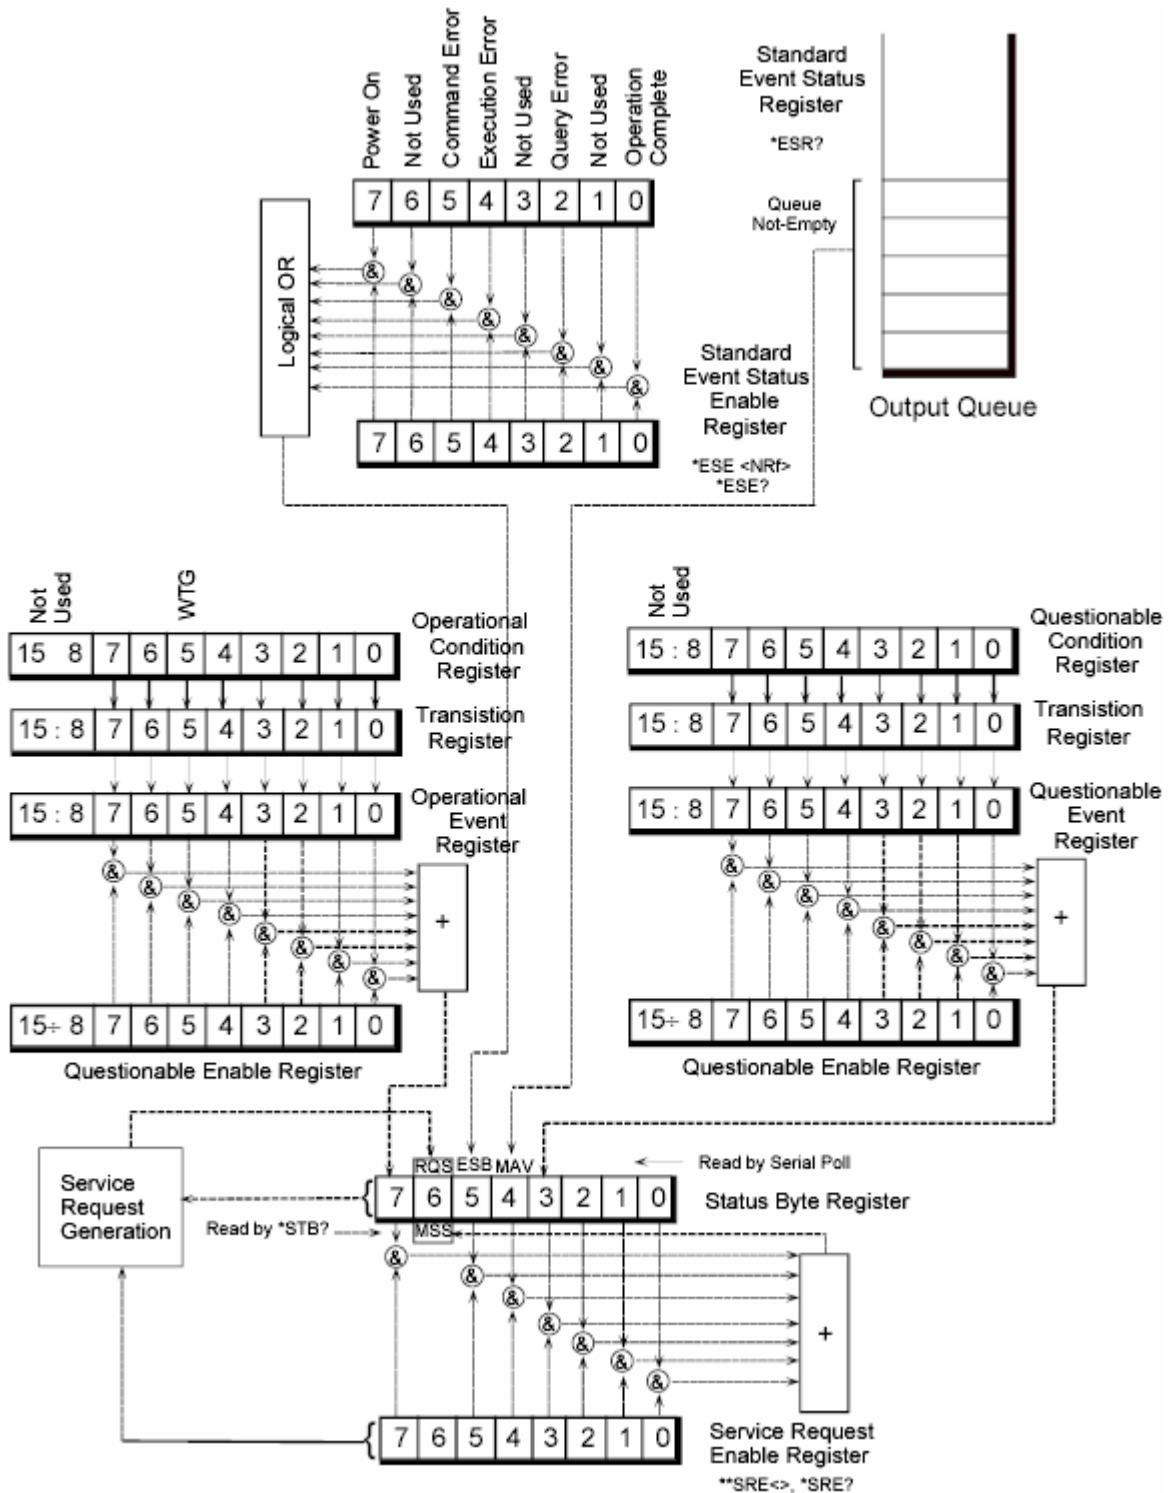 Power On
Not Used
Command Error
Execution Error
Not Used
Query Error
Not Used
Operation
Complete
7 6 5 4 3 2 1 0
Logical OR
& & & & & & & &
7 6 5 4 3 2 1 0
Standard
Event Status
Register
*ESR?
Queue
Not-Empty
Output Queue
Standard
Event Status
Enable
Register
*ESE <NRf>
*ESE?
Not
Used
WTG
15 8 7 6 5 4 3 2 1 0
Operational
Condition
Register
15 : 8 7 6 5 4 3 2 1 0
Transistion
Register
15 : 8 7 6 5 4 3 2 1 0
Operational
Event
Register
& & & & & & & &
+
15÷ 8 7 6 5 4 3 2 1 0
Questionable Enable Register
Not
Used
15 : 8 7 6 5 4 3 2 1 0
Questionable
Condition
Register
15 : 8 7 6 5 4 3 2 1 0
Transistion
Register
15 : 8 7 6 5 4 3 2 1 0
Questionable
Event
Register
& & & & & & & &
+
15÷ 8 7 6 5 4 3 2 1 0
Questionable Enable Register
Service
Request
Generation
RQS ESB MAV
Read by Serial Poll
{ 7 6 5 4 3 2 1 0
Status Byte Register
Read by *STB?
MSS
& & & & & & &
+
{ 7 6 5 4 3 2 1 0
Service Request
Enable Register
**SRE<>, *SRE?